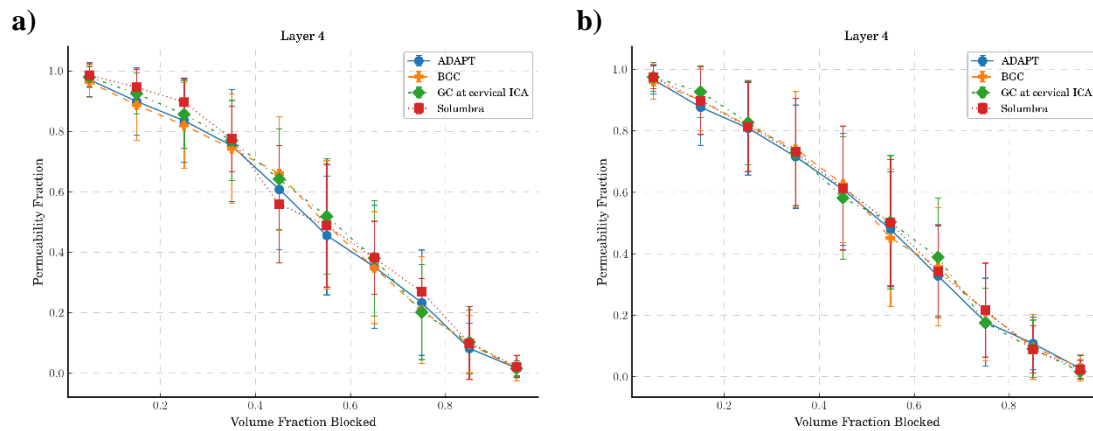 a)
Layer 4
ADAPT
BGC
GC at cervical ICA
Solumbra
1.0
0.8
0.6
0.4
0.2
0.0
Permeability Fraction
0.2
0.4
0.6
0.8
Volume Fraction Blocked
b)
Layer 4
ADAPT
BGC
GC at cervical ICA
Solumbra
1.0
0.8
0.6
0.4
0.2
0.0
Permeability Fraction
0.2
0.4
0.6
0.8
Volume Fraction Blocked